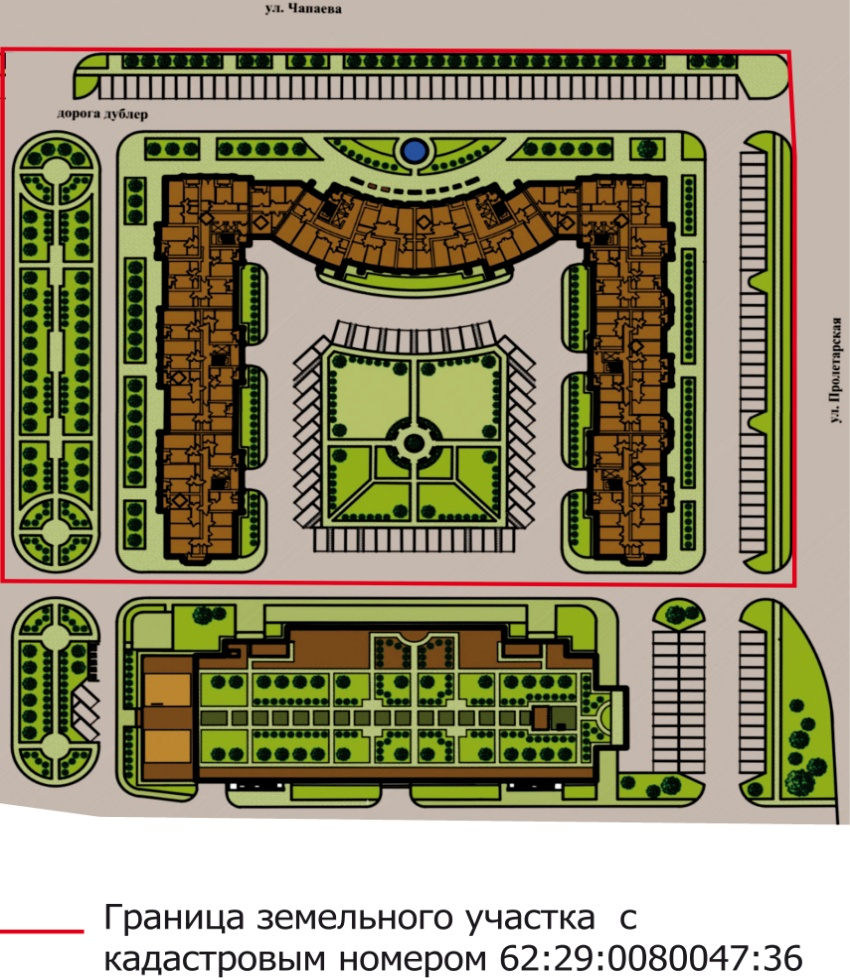 ул. Чапаева
дорога дублер
ул. Пролетарская
Граница земельного участка с
кадастровым номером 62:29:0080047:36